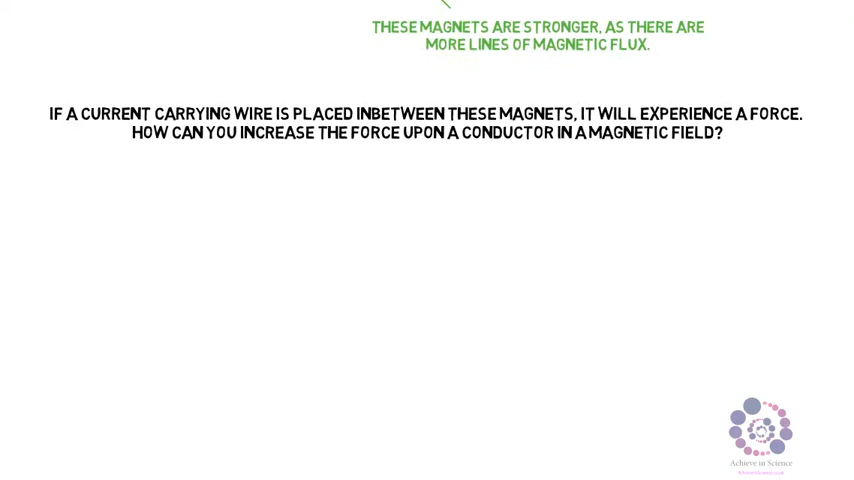 THESE MAGNETS ARE STRONGER, AS THERE ARE
MORE LINES OF MAGNETIC FLUX.
IF A CURRENT CARRYING WIRE IS PLACED INBETWEEN THESE MAGNETS, IT WILL EXPERIENCE A FORCE.
HOW CAN YOU INCREASE THE FORCE UPON A CONDUCTOR IN A MAGNETIC FIELD?
Achieve in Science